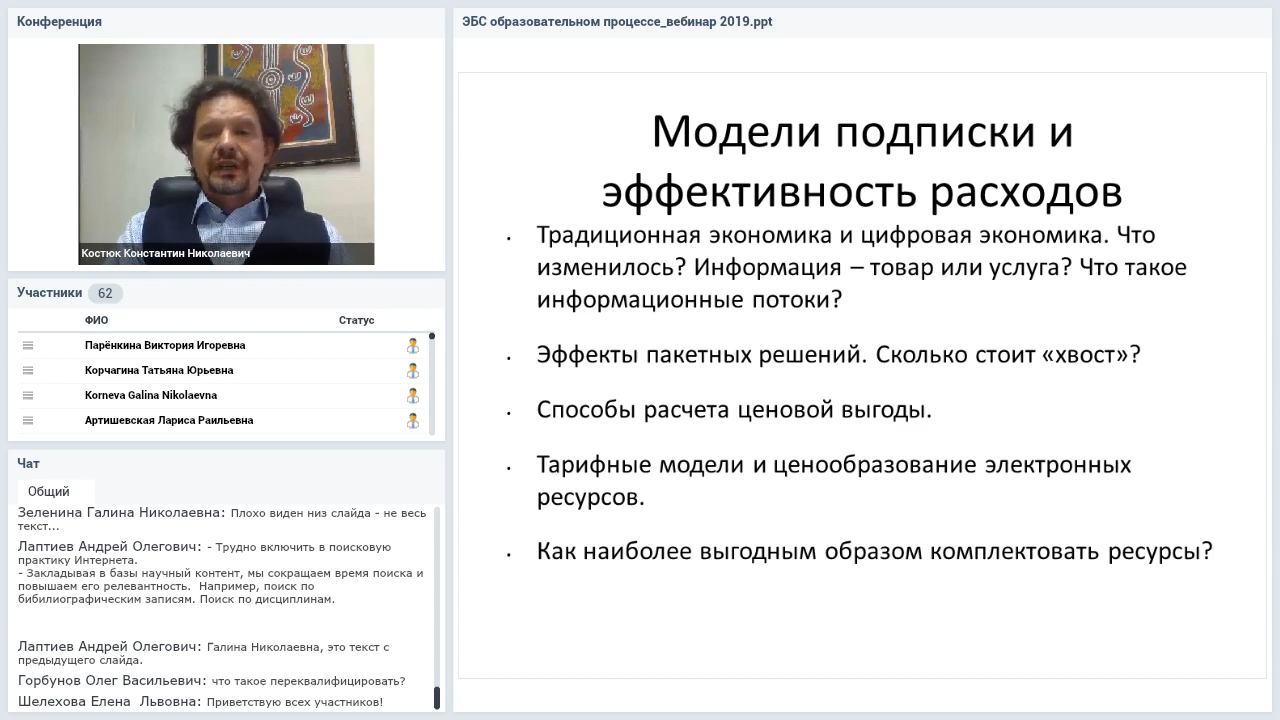 Конференция
Костюк Константин Николаевич
Участники 62
ФИО Статус
Парёнкина Виктория Игоревна
Корчагина Татьяна Юрьевна
Korneva Galina Nikolaevna
Артишевская Лариса Раильевна
Чат
Общий
Зеленина Галина Николаевна: Плохо виден низ слайда - не весь
текст...
Лаптиев Андрей Олегович: - Трудно включить в поисковую
практику Интернета.
- Закладывая в базы научный контент, мы сокращаем время поиска и
повышаем его релевантность. Например, поиск по
бибилиографическим записям. Поиск по дисциплинам.
Лаптиев Андрей Олегович: Галина Николаевна, это текст с
предыдущего слайда.
Горбунов Олег Васильевич: что такое переквалифицировать?
Шелехова Елена Львовна: Приветствую всех участников!
ЭБС образовательном процессе_вебинар 2019.ppt
Модели подписки и
эффективность расходов
• Традиционная экономика и цифровая экономика. Что
изменилось? Информация – товар или услуга? Что такое
информационные потоки?
• Эффекты пакетных решений. Сколько стоит «хвост»?
• Способы расчета ценовой выгоды.
• Тарифные модели и ценообразование электронных
ресурсов.
• Как наиболее выгодным образом комплектовать ресурсы?